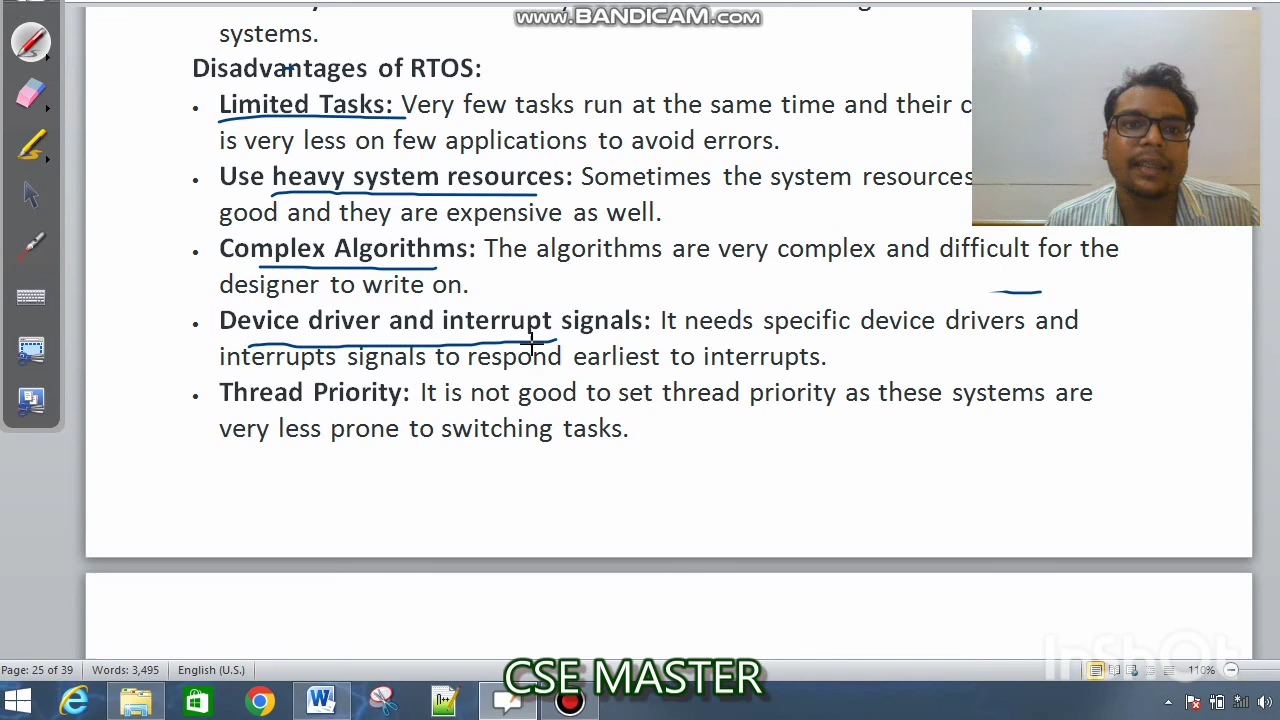 www.BANDICAM.com
systems.
Disadvantages of RTOS:
• Limited Tasks: Very few tasks run at the same time and their
is very less on few applications to avoid errors.
• Use heavy system resources: Sometimes the system resources
good and they are expensive as well.
• Complex Algorithms: The algorithms are very complex and difficult for the
designer to write on.
• Device driver and interrupt signals: It needs specific device drivers and
interrupts signals to respond earliest to interrupts.
• Thread Priority: It is not good to set thread priority as these systems are
very less prone to switching tasks.
InShOt
Page: 25 of 39 Words: 3,495 English (U.S.) 110%
CSE MASTER